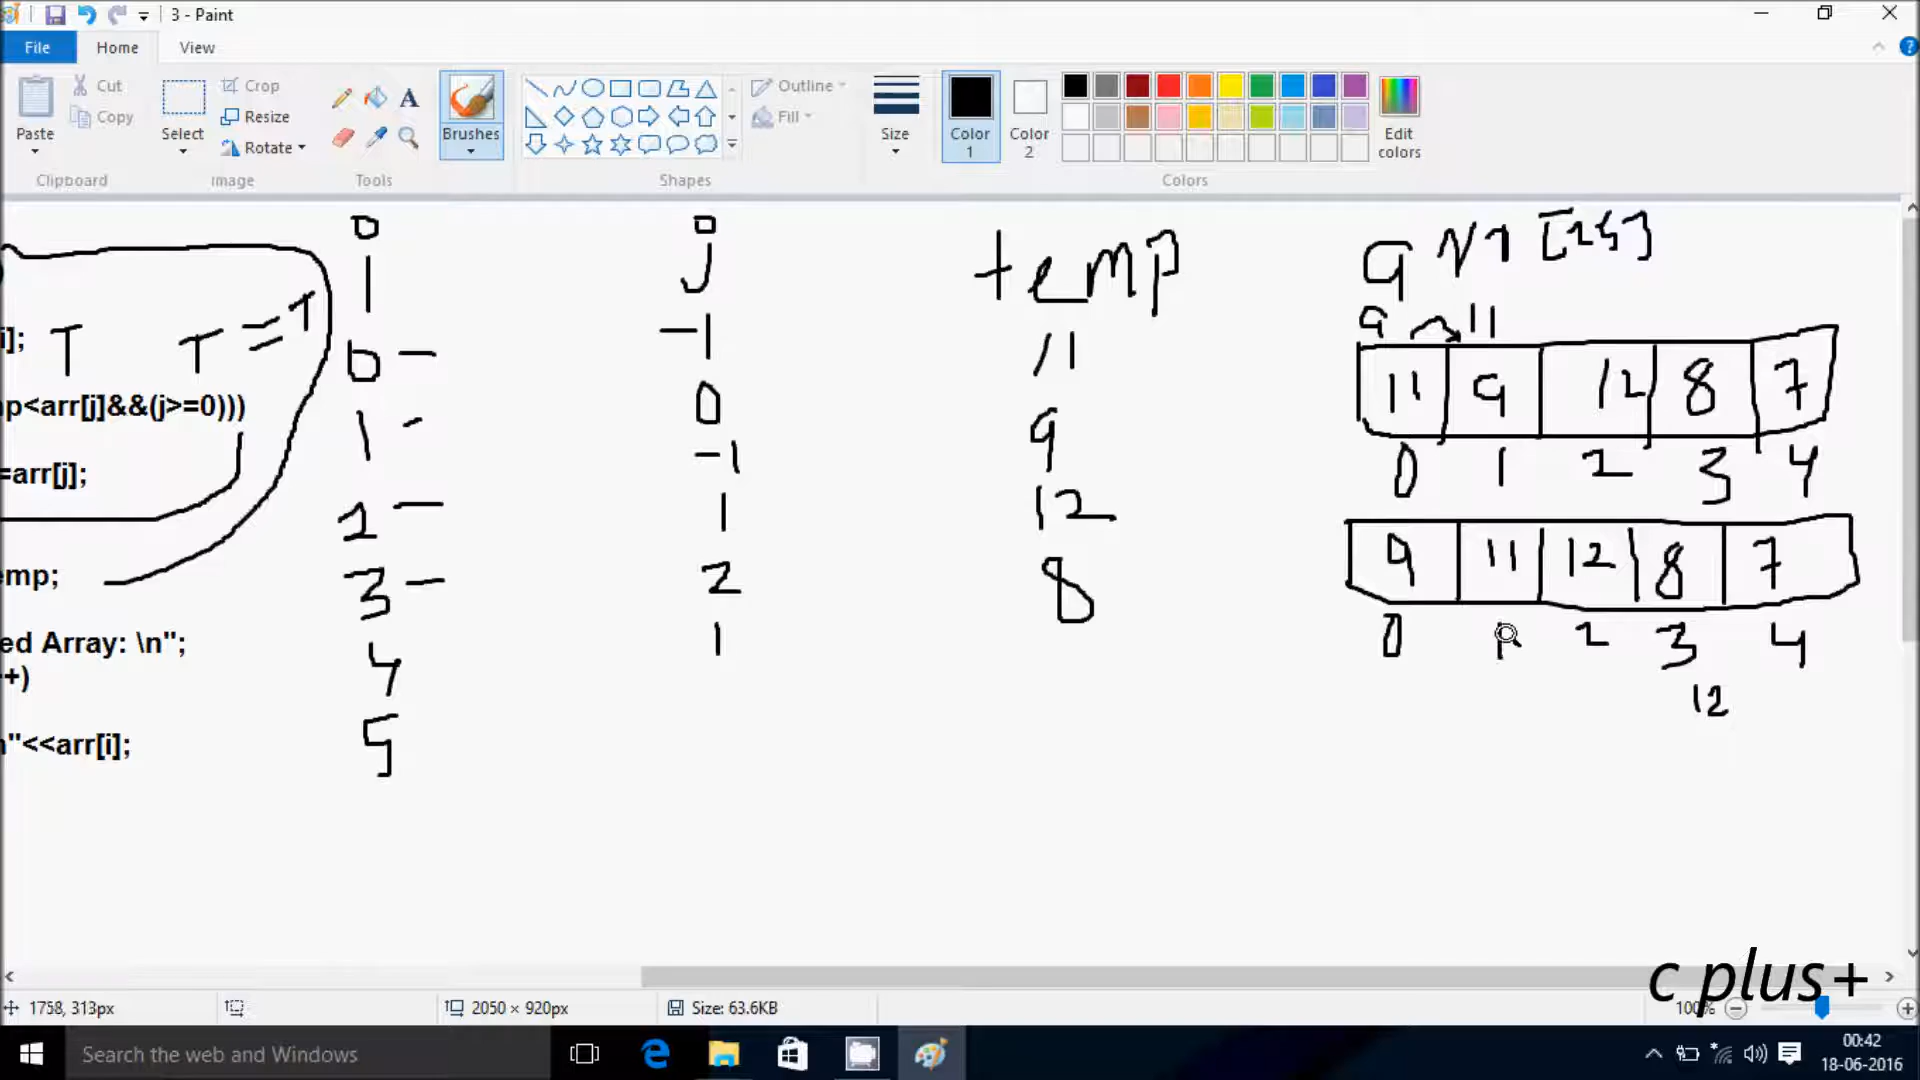 3 - Paint
File Home View
Paste
Cut
Copy
Clipboard
Select
Crop
Resize
Rotate
Image
Tools
Brushes
Shapes
Outline
Fill
Size
Color 1
Color 2
Edit colors
Colors
i]; T T = T
mp<arr[j]&&(j>=0)))
=arr[j];
emp;
ed Array: \n";
+)
n"<<arr[i];
i
0 –
1 –
2 –
3 –
4
5
j
-1
0
-1
1
2
1
temp
11
9
12
8
9 11
11 9 12 8 7
0 1 2 3 4
9 11 12 8 7
0 1 2 3 4
12
c plus+
1758, 313px
2050 × 920px
Size: 63.6KB
100%
Search the web and Windows
00:42
18-06-2016